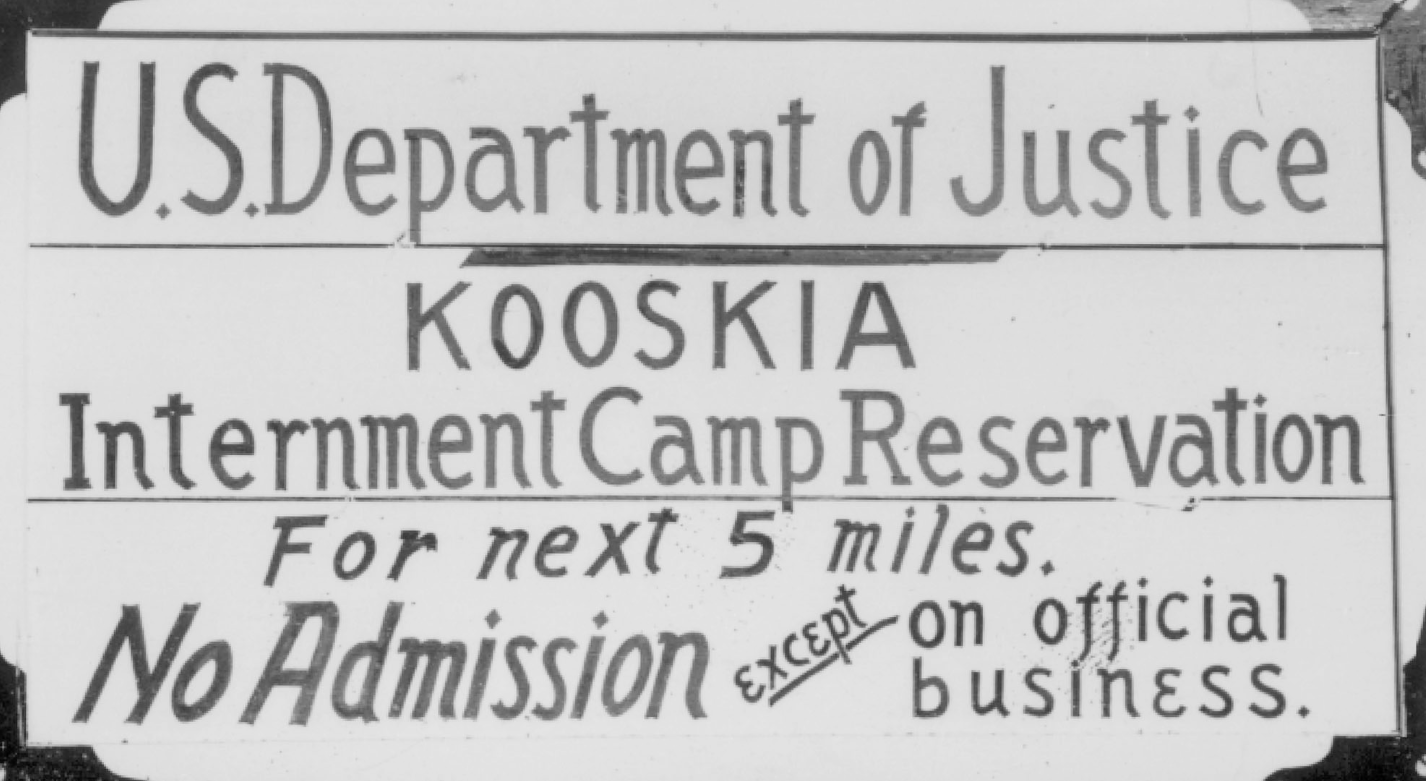 U.S. Department of Justice
KOOSKIA
Internment Camp Reservation
For next 5 miles.
No Admission except on official
business.